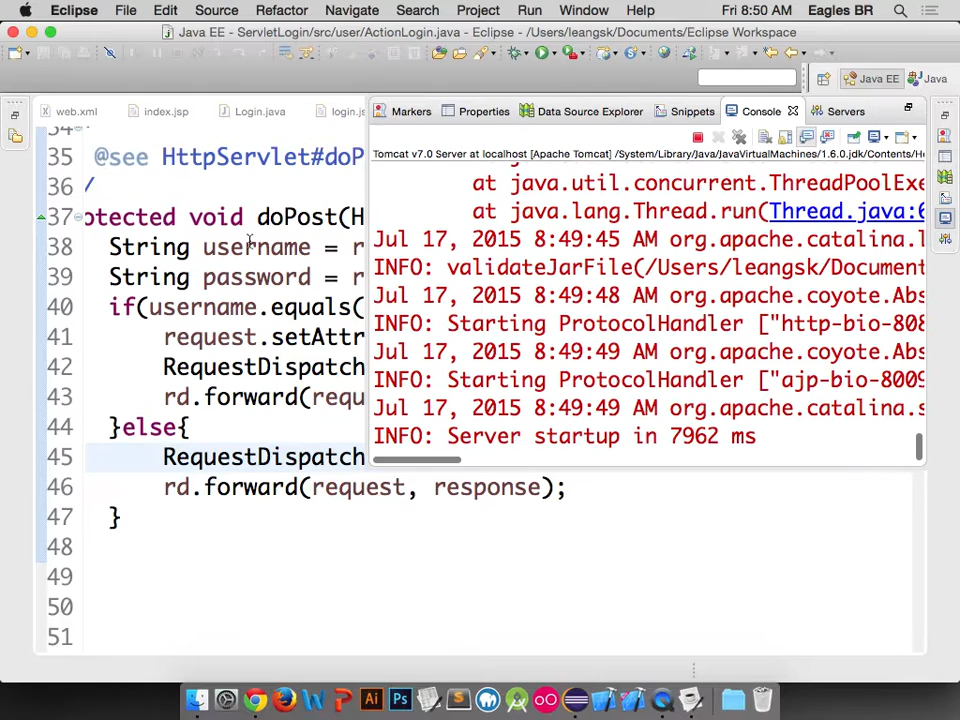 Eclipse File Edit Source Refactor Navigate Search Project Run Window Help Fri 8:50 AM Eagles BR
Java EE - ServletLogin/src/user/ActionLogin.java - Eclipse - /Users/leangsk/Documents/Eclipse Workspace
Java EE Java
web.xml index.jsp Login.java login.js
Markers Properties Data Source Explorer Snippets Console Servers
Tomcat v7.0 Server at localhost [Apache Tomcat] /System/Library/Java/JavaVirtualMachines/1.6.0.jdk/Contents/He
34
35 @see HttpServlet#doP
36 /
37 otected void doPost(H
38 String username = r
39 String password = r
40 if(username.equals(
41 request.setAttr
42 RequestDispatch
43 rd.forward(requ
44 }else{
45 RequestDispatch
46 rd.forward(request, response);
47 }
48
49
50
51
at java.util.concurrent.ThreadPoolExe
at java.lang.Thread.run(Thread.java:6
Jul 17, 2015 8:49:45 AM org.apache.catalina.
INFO: validateJarFile(/Users/leangsk/Document
Jul 17, 2015 8:49:48 AM org.apache.coyote.Abs
INFO: Starting ProtocolHandler ["http-bio-808
Jul 17, 2015 8:49:49 AM org.apache.coyote.Abs
INFO: Starting ProtocolHandler ["ajp-bio-8009
Jul 17, 2015 8:49:49 AM org.apache.catalina.s
INFO: Server startup in 7962 ms